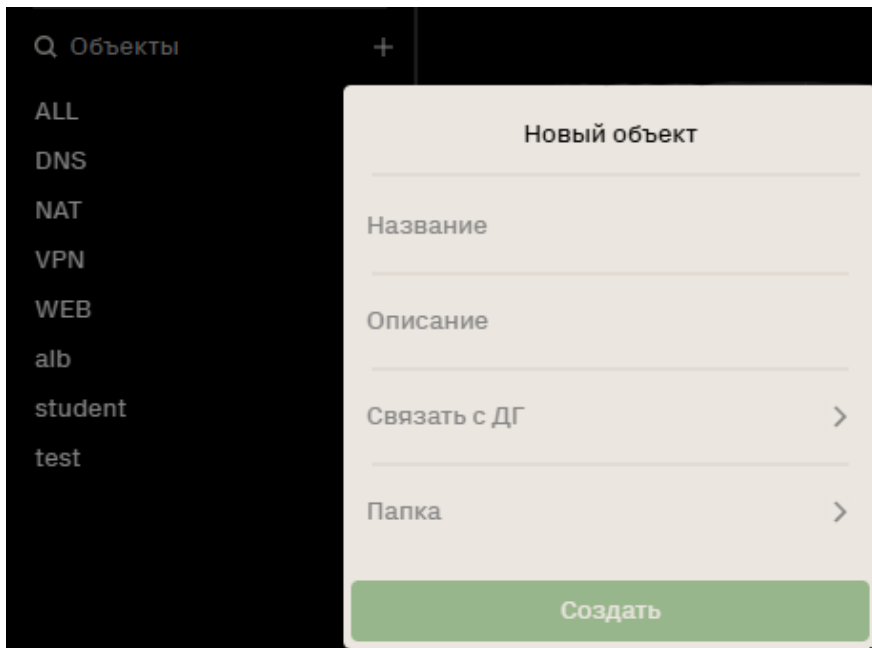 Объекты
ALL
DNS
NAT
VPN
WEB
alb
student
test
Новый объект
Название
Описание
Связать с ДГ
Папка
Создать